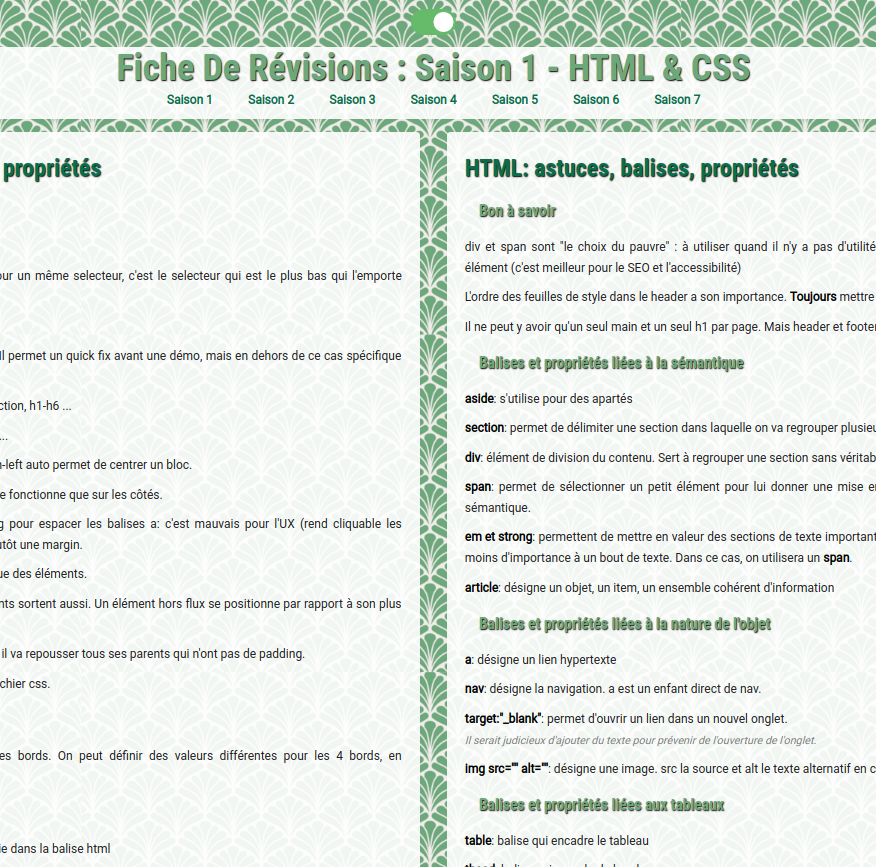 Fiche De Révisions : Saison 1 - HTML & CSS
Saison 1 Saison 2 Saison 3 Saison 4 Saison 5 Saison 6 Saison 7
propriétés
our un même selecteur, c'est le selecteur qui est le plus bas qui l'emporte
Il permet un quick fix avant une démo, mais en dehors de ce cas spécifique
ction, h1-h6 ...
...
n-left auto permet de centrer un bloc.
e fonctionne que sur les côtés.
g pour espacer les balises a: c'est mauvais pour l'UX (rend cliquable les
utôt une margin.
ue des éléments.
nts sortent aussi. Un élément hors flux se positionne par rapport à son plus
il va repousser tous ses parents qui n'ont pas de padding.
chier css.
es bords. On peut définir des valeurs différentes pour les 4 bords, en
ie dans la balise html
HTML: astuces, balises, propriétés
Bon à savoir
div et span sont "le choix du pauvre" : à utiliser quand il n'y a pas d'utilité
élément (c'est meilleur pour le SEO et l'accessibilité)
L'ordre des feuilles de style dans le header a son importance. Toujours mettre
Il ne peut y avoir qu'un seul main et un seul h1 par page. Mais header et footer
Balises et propriétés liées à la sémantique
aside: s'utilise pour des apartés
section: permet de délimiter une section dans laquelle on va regrouper plusieu
div: élément de division du contenu. Sert à regrouper une section sans véritab
span: permet de sélectionner un petit élément pour lui donner une mise en
sémantique.
em et strong: permettent de mettre en valeur des sections de texte important
moins d'importance à un bout de texte. Dans ce cas, on utilisera un span.
article: désigne un objet, un item, un ensemble cohérent d'information
Balises et propriétés liées à la nature de l'objet
a: désigne un lien hypertexte
nav: désigne la navigation. a est un enfant direct de nav.
target:"_blank": permet d'ouvrir un lien dans un nouvel onglet.
Il serait judicieux d'ajouter du texte pour prévenir de l'ouverture de l'onglet.
img src="" alt="": désigne une image. src la source et alt le texte alternatif en c
Balises et propriétés liées aux tableaux
table: balise qui encadre le tableau